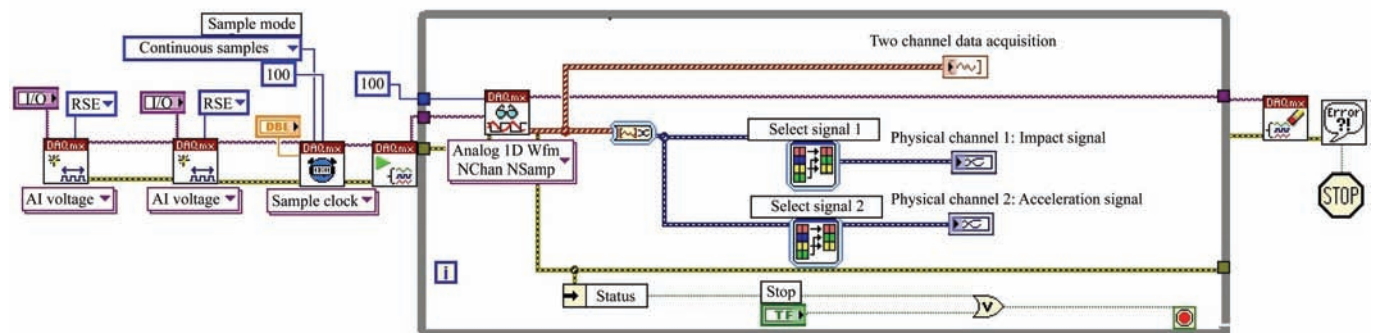 Sample mode
Continuous samples
100
I/O
RSE
I/O
RSE
DBL
DAQmx
AI voltage
DAQmx
AI voltage
DAQmx
Sample clock
DAQmx
100
DAQmx
Analog 1D Wfm
NChan NSamp
Two channel data acquisition
Select signal 1
Physical channel 1: Impact signal
Select signal 2
Physical channel 2: Acceleration signal
i
Status
Stop
TF
V
DAQmx
Error
?!
STOP